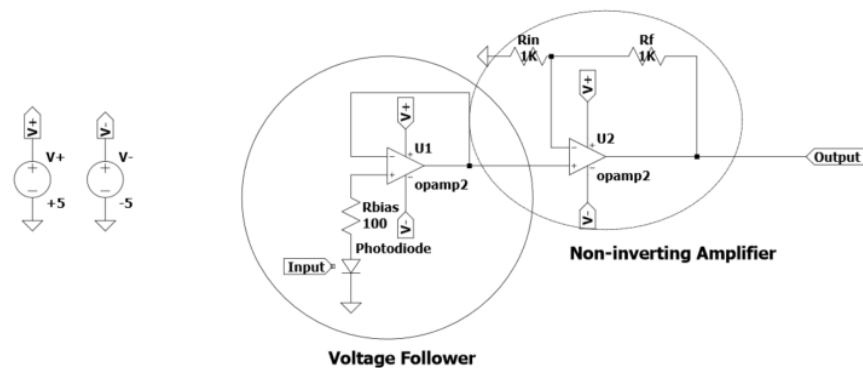 Rin
1K
Rf
1K
V+
V-
V+
+5
V-
-5
V+
U1
opamp2
V-
Rbias
100
Photodiode
Input
V+
U2
opamp2
V-
Output
Non-inverting Amplifier
Voltage Follower